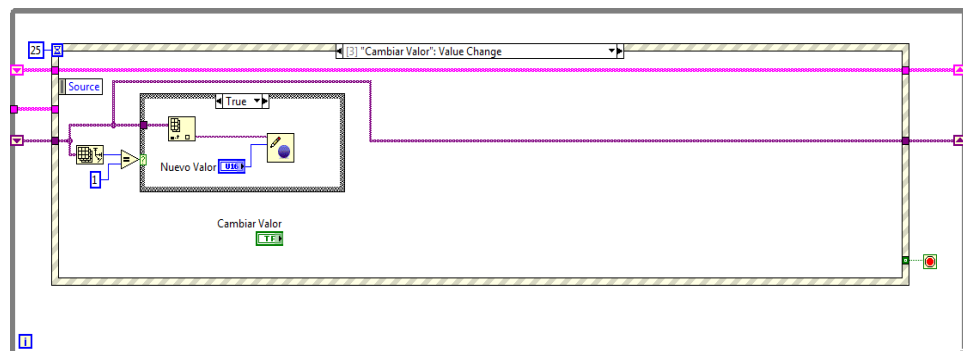 25
[3] "Cambiar Valor": Value Change
Source
True
Nuevo Valor
U16
=
?
1
Cambiar Valor
TF
i